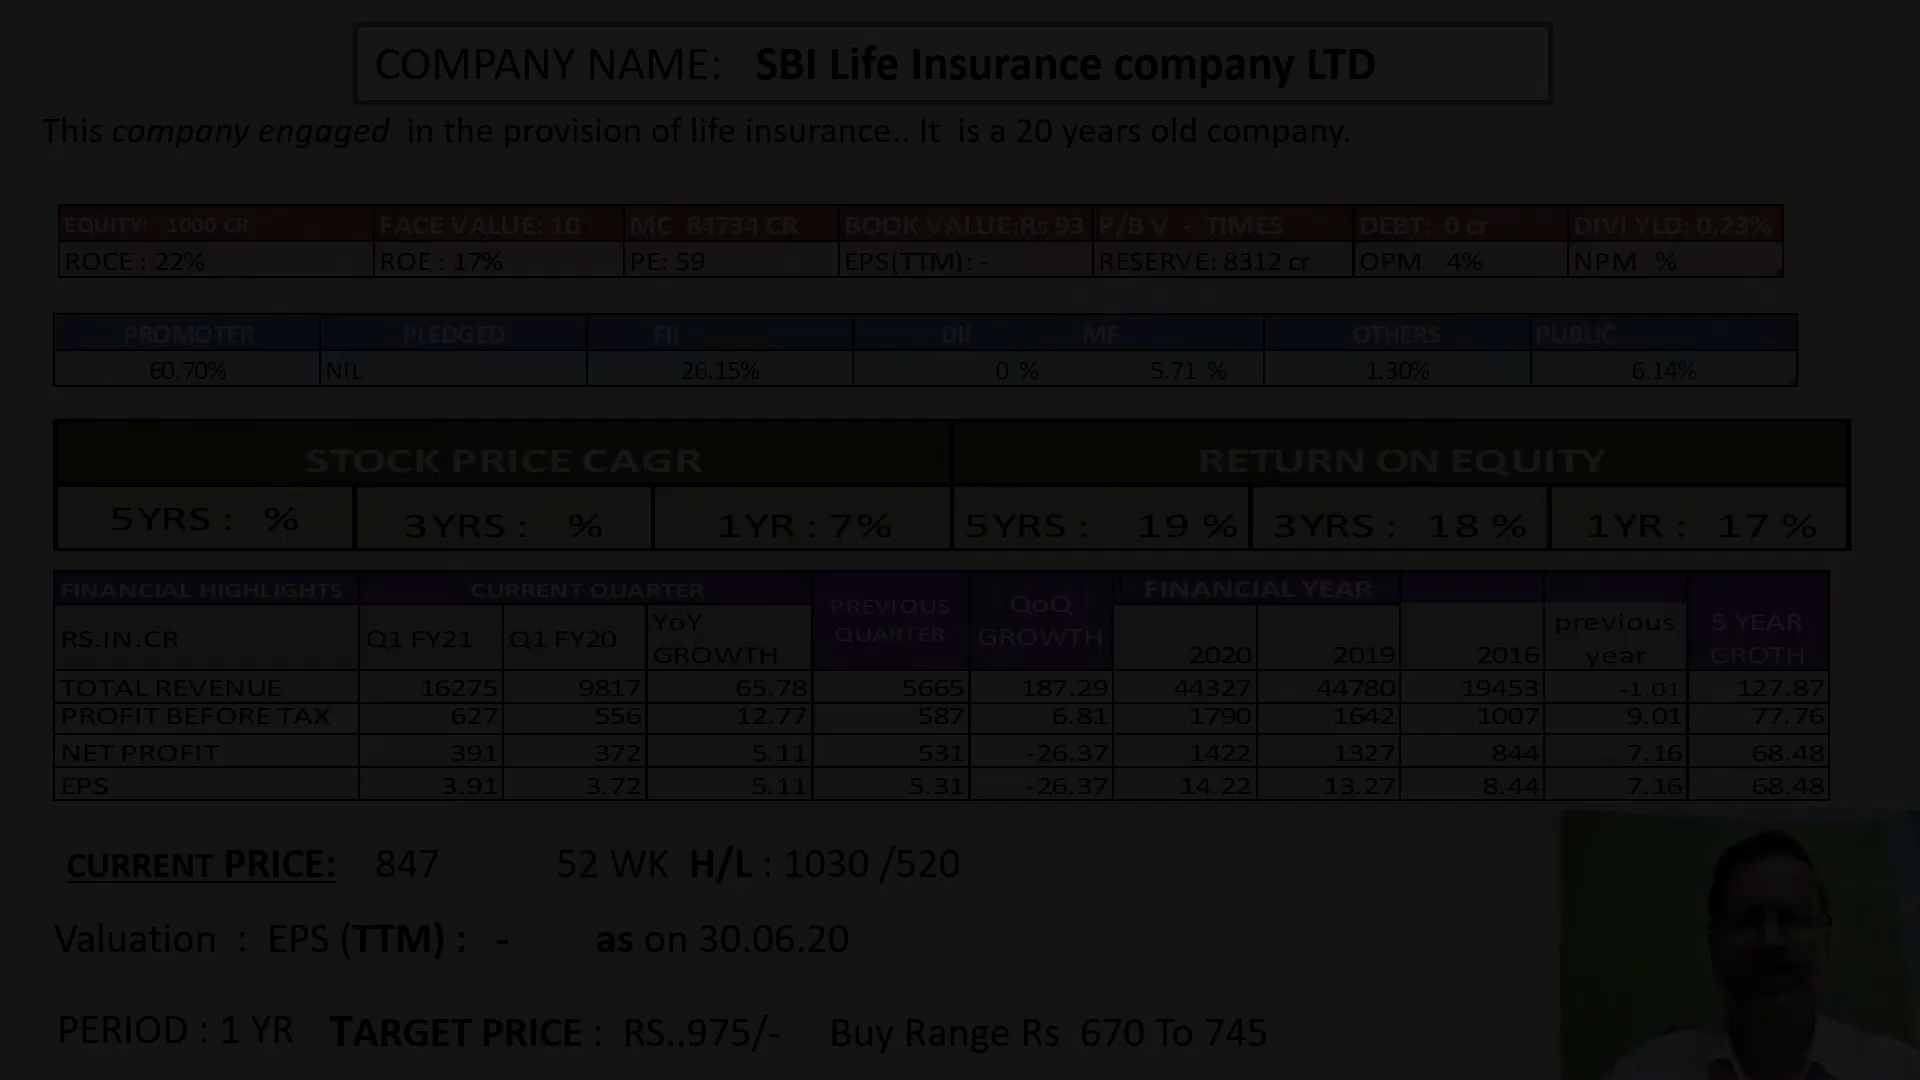 COMPANY NAME: SBI Life Insurance company LTD
This company engaged in the provision of life insurance.. It is a 20 years old company.
EQUITY: 1000 CR FACE VALUE: 10 MC 84734 CR BOOK VALUE:Rs 93 P/B V - TIMES DEBT: 0 cr DIVI YLD: 0.23%
ROCE : 22% ROE : 17% PE: 59 EPS(TTM): - RESERVE: 8312 cr OPM 4% NPM %
PROMOTER PLEDGED FII DII MF OTHERS PUBLIC
60.70% NIL 26.15% 0 % 5.71 % 1.30% 6.14%
STOCK PRICE CAGR RETURN ON EQUITY
5YRS : % 3YRS : % 1YR : 7% 5YRS : 19 % 3YRS : 18 % 1YR : 17 %
FINANCIAL HIGHLIGHTS CURRENT QUARTER PREVIOUS QUARTER QoQ GROWTH FINANCIAL YEAR 5 YEAR GROTH
RS.IN.CR Q1 FY21 Q1 FY20 YoY GROWTH 2020 2019 2016 previous year
TOTAL REVENUE 16275 9817 65.78 5665 187.29 44327 44780 19453 -1.01 127.87
PROFIT BEFORE TAX 627 556 12.77 587 6.81 1790 1642 1007 9.01 77.76
NET PROFIT 391 372 5.11 531 -26.37 1422 1327 844 7.16 68.48
EPS 3.91 3.72 5.11 5.31 -26.37 14.22 13.27 8.44 7.16 68.48
CURRENT PRICE: 847 52 WK H/L : 1030 /520
Valuation : EPS (TTM) : - as on 30.06.20
PERIOD : 1 YR TARGET PRICE : RS..975/- Buy Range Rs 670 To 745